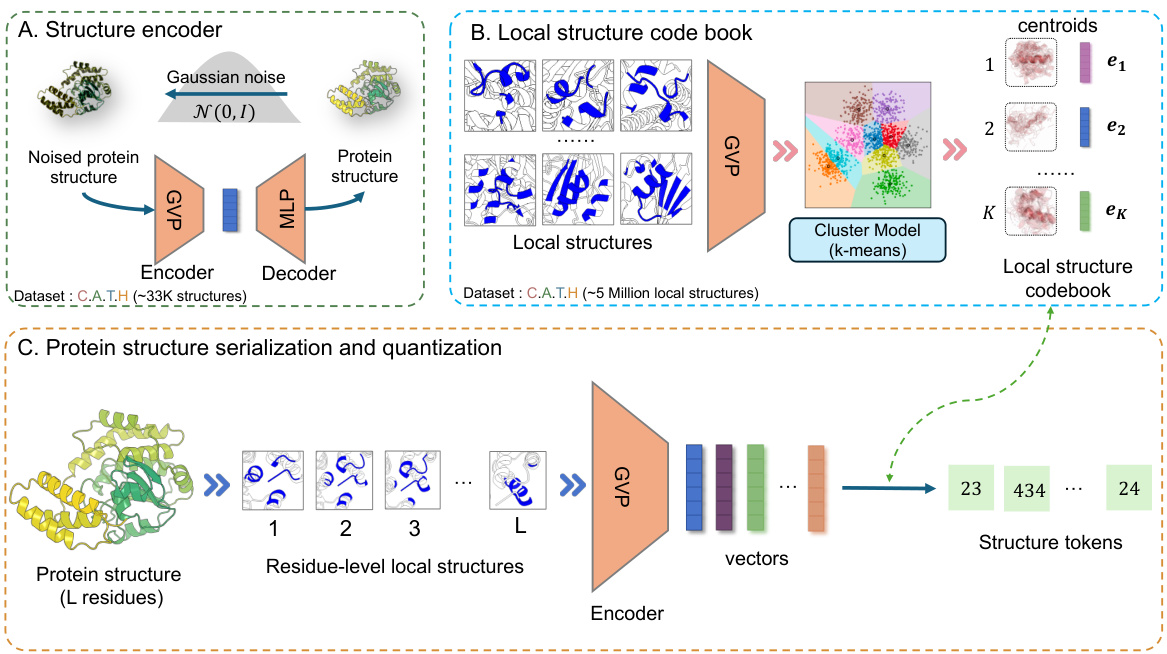 A. Structure encoder
Gaussian noise
𝒩(0, I)
Noised protein
structure
Protein
structure
GVP
MLP
Encoder
Decoder
Dataset : C.A.T.H (~33K structures)
B. Local structure code book
......
Local structures
GVP
Cluster Model
(k-means)
centroids
1
e₁
2
e₂
......
K
e_K
Local structure
codebook
Dataset : C.A.T.H (~5 Million local structures)
C. Protein structure serialization and quantization
Protein structure
(L residues)
...
1 2 3 L
Residue-level local structures
GVP
Encoder
...
vectors
23 434 ... 24
Structure tokens